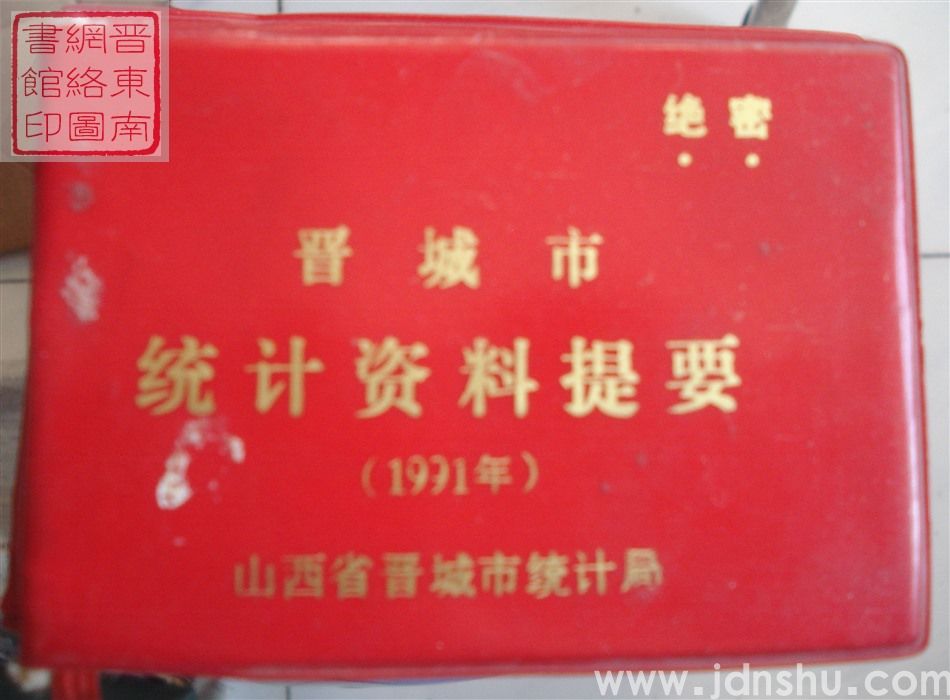 晋東南
網絡圖
書館印
绝密
晋城市
统计资料提要
(1991年)
山西省晋城市统计局
www.jdnshu.com